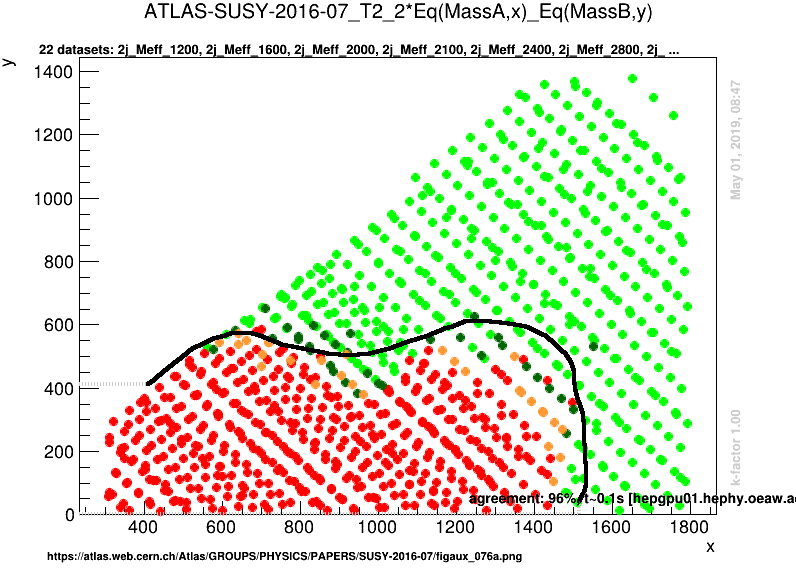 ATLAS-SUSY-2016-07_T2_2*Eq(MassA,x)_Eq(MassB,y)
22 datasets: 2j_Meff_1200, 2j_Meff_1600, 2j_Meff_2000, 2j_Meff_2100, 2j_Meff_2400, 2j_Meff_2800, 2j_ ...
y
1400
1200
1000
800
600
400
200
0
May 01, 2019, 08:47
k-factor 1.00
agreement: 96% t~0.1s [hepgpu01.hephy.oeaw.a
400 600 800 1000 1200 1400 1600 1800
x
https://atlas.web.cern.ch/Atlas/GROUPS/PHYSICS/PAPERS/SUSY-2016-07/figaux_076a.png